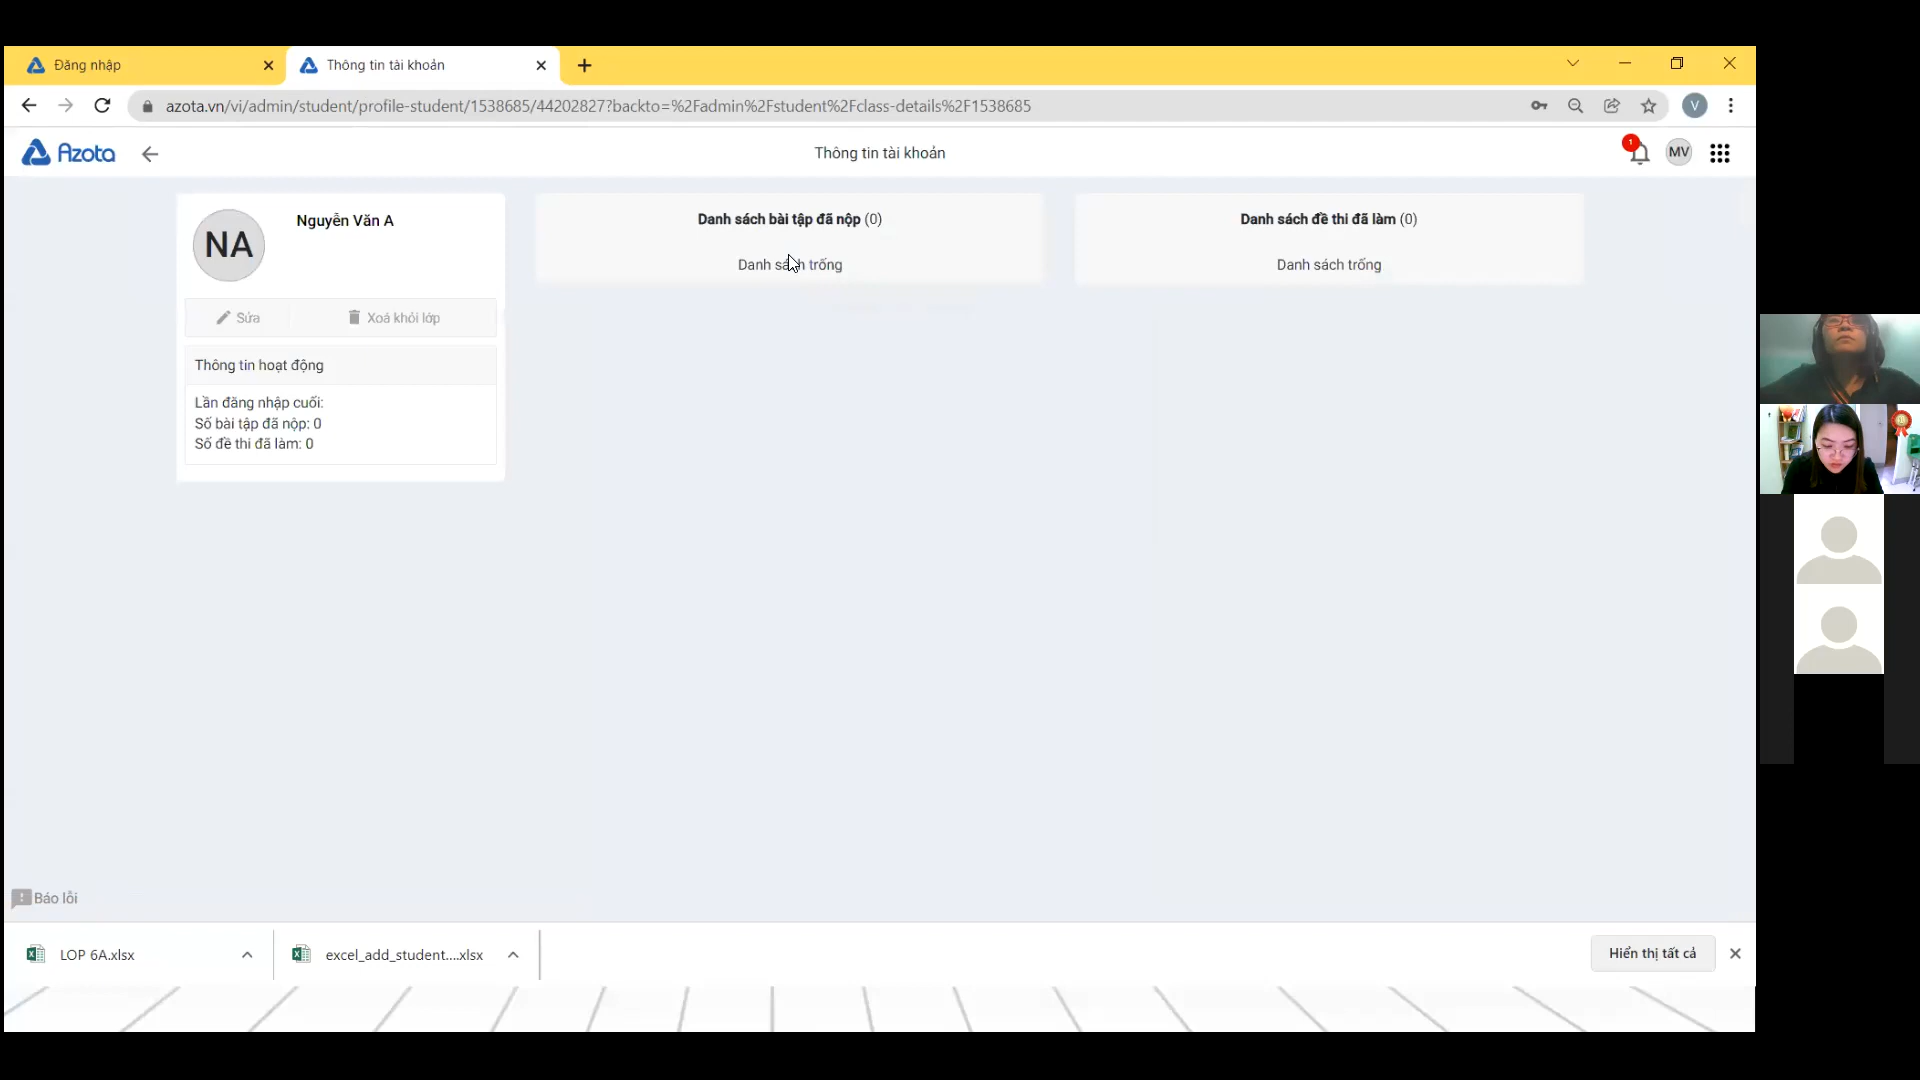 Đăng nhập
Thông tin tài khoản
azota.vn/vi/admin/student/profile-student/1538685/44202827?backto=%2Fadmin%2Fstudent%2Fclass-details%2F1538685
V
Azota
Thông tin tài khoản
1
MV
NA
Nguyễn Văn A
Sửa
Xoá khỏi lớp
Thông tin hoạt động
Lần đăng nhập cuối:
Số bài tập đã nộp: 0
Số đề thi đã làm: 0
Danh sách bài tập đã nộp (0)
Danh sách trống
Danh sách đề thi đã làm (0)
Danh sách trống
Báo lỗi
LOP 6A.xlsx
excel_add_student....xlsx
Hiển thị tất cả